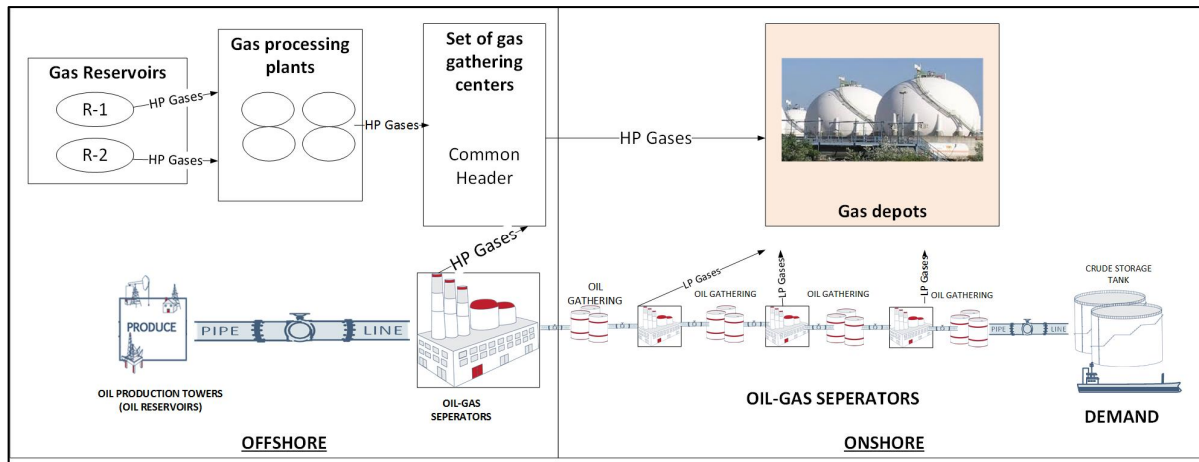 Gas Reservoirs
R-1
R-2
HP Gases
HP Gases
Gas processing
plants
HP Gases
Set of gas
gathering
centers
Common
Header
HP Gases
HP Gases
Gas depots
PRODUCE
PIPE
LINE
OIL PRODUCTION TOWERS
(OIL RESERVOIRS)
OIL-GAS
SEPERATORS
OIL
GATHERING
LP Gases
OIL GATHERING
LP Gases
OIL GATHERING
LP Gases
OIL GATHERING
PIPE
LINE
CRUDE STORAGE
TANK
OIL-GAS SEPERATORS
DEMAND
OFFSHORE
ONSHORE